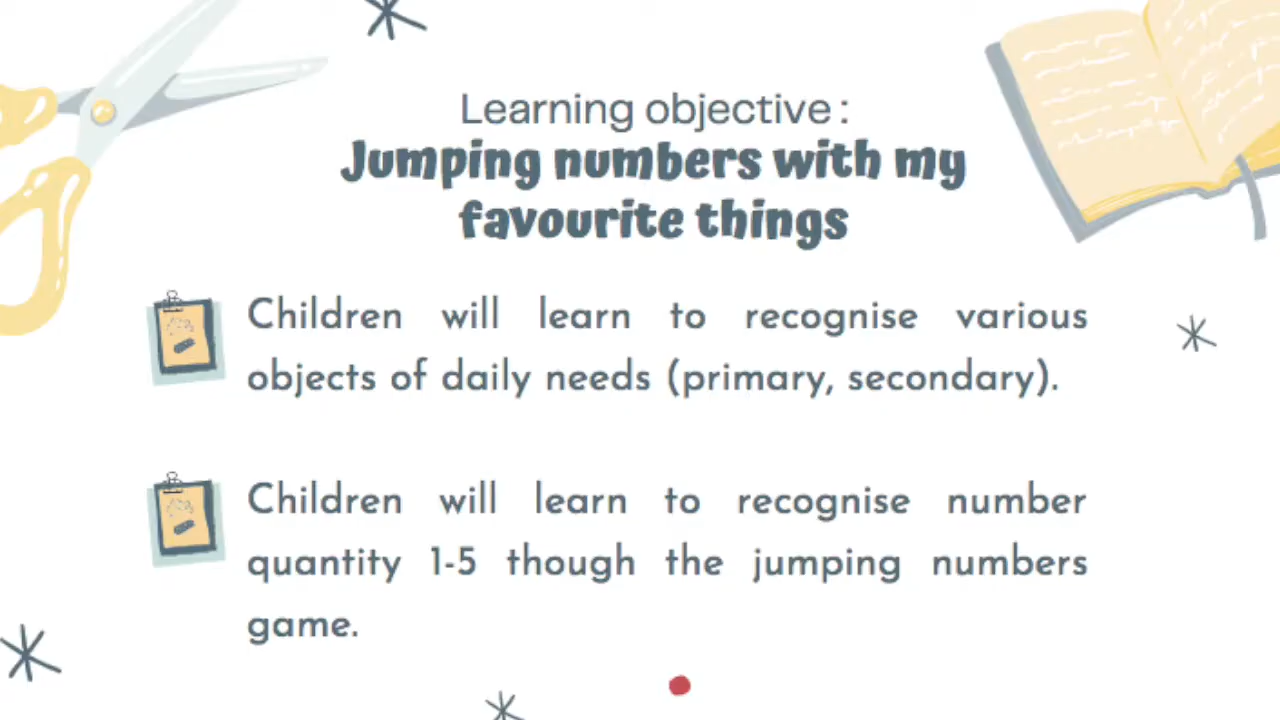 Learning objective :
Jumping numbers with my
favourite things
Children will learn to recognise various
objects of daily needs (primary, secondary).
Children will learn to recognise number
quantity 1-5 though the jumping numbers
game.